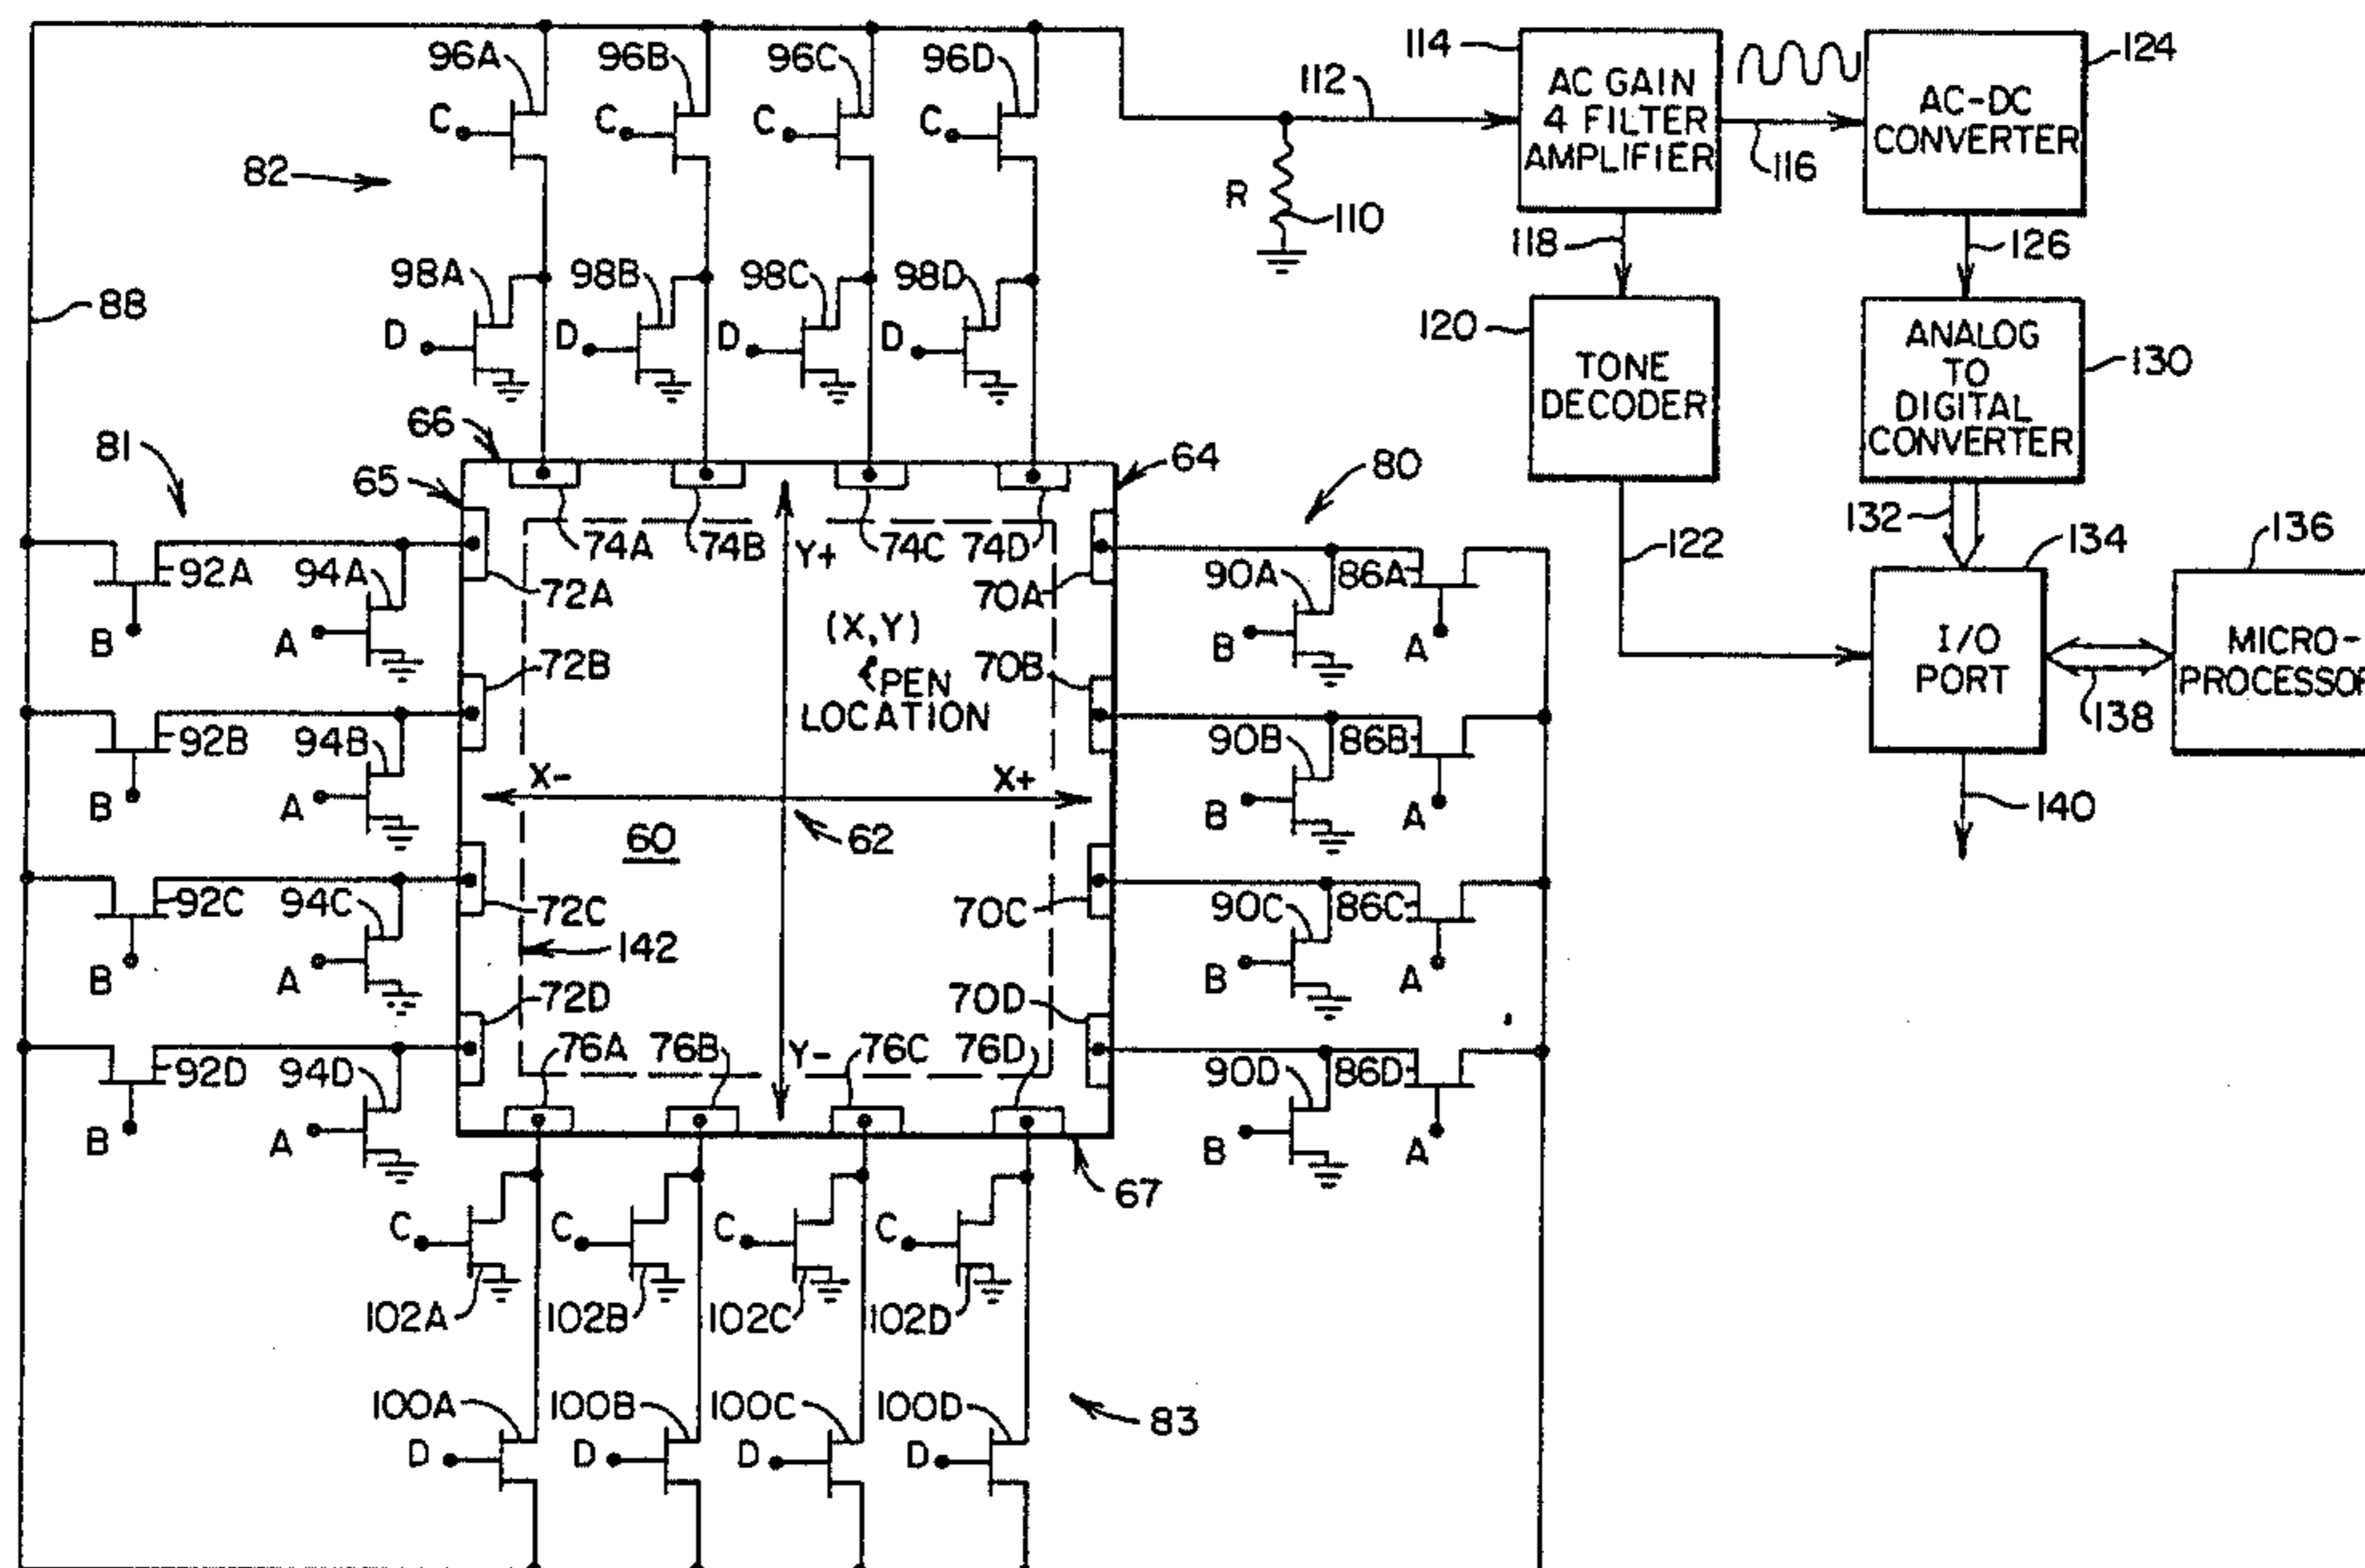 96A 96B 96C 96D
C C C C
82
98A 98B 98C 98D
D D D D
88
112
R
110
114
AC GAIN
4 FILTER
AMPLIFIER
116
124
AC-DC
CONVERTER
118
126
120
TONE
DECODER
130
ANALOG
TO
DIGITAL
CONVERTER
122
132
134
I/O
PORT
136
MICRO-
PROCESSOR
138
140
81
66
65
64
80
74A 74B Y+ 74C 74D
92A 94A 72A
B A
70A 90A 86A
B A
(X,Y)
PEN
LOCATION
72B 70B
92B 94B
B A
90B 86B
B A
X- X+
60
62
92C 94C 72C
B A
70C 90C 86C
B A
142
72D 70D
92D 94D
B A
90D 86D
B A
76A 76B Y- 76C 76D
67
C C C C
102A 102B 102C 102D
100A 100B 100C 100D
D D D D
83